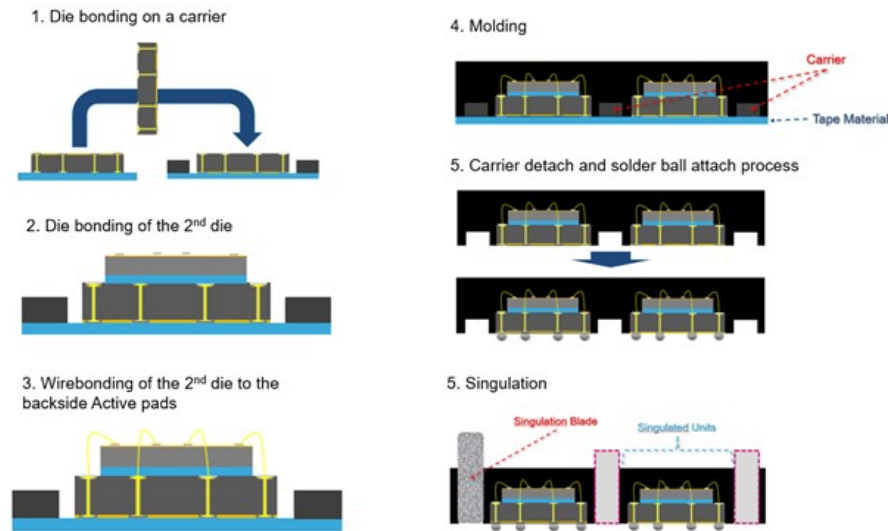 1. Die bonding on a carrier
2. Die bonding of the 2nd die
3. Wirebonding of the 2nd die to the
backside Active pads
4. Molding
Carrier
Tape Material
5. Carrier detach and solder ball attach process
5. Singulation
Singulation Blade
Singulated Units